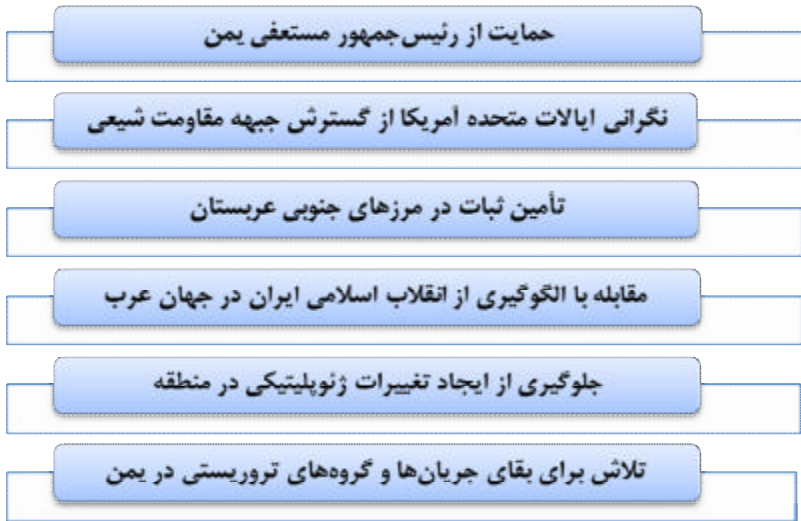 حمایت از رئیس‌جمهور مستعفی یمن
نگرانی ایالات متحده آمریکا از گسترش جبهه مقاومت شیعی
تأمین ثبات در مرزهای جنوبی عربستان
مقابله با الگوگیری از انقلاب اسلامی ایران در جهان عرب
جلوگیری از ایجاد تغییرات ژئوپلیتیکی در منطقه
تلاش برای بقای جریان‌ها و گروه‌های تروریستی در یمن